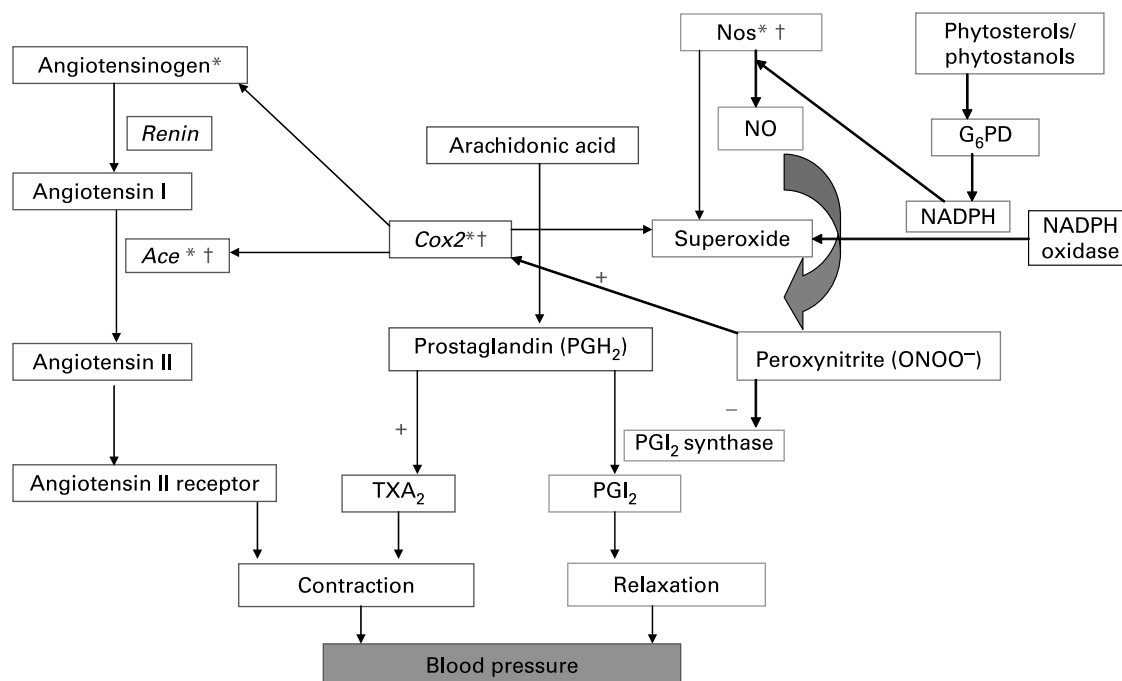 Nos* †
Phytosterols/
phytostanols
Angiotensinogen*
Renin
NO
G₆PD
Arachidonic acid
Angiotensin I
NADPH
Cox2*†
Superoxide
NADPH
oxidase
Ace * †
+
Angiotensin II
Prostaglandin (PGH₂)
Peroxynitrite (ONOO⁻)
–
+
PGI₂ synthase
Angiotensin II receptor
TXA₂
PGI₂
Contraction
Relaxation
Blood pressure